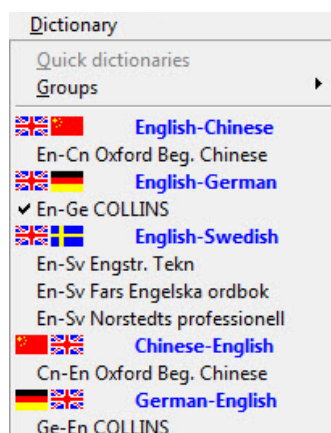 Dictionary
Quick dictionaries
Groups
English-Chinese
En-Cn Oxford Beg. Chinese
English-German
En-Ge COLLINS
English-Swedish
En-Sv Engstr. Tekn
En-Sv Fars Engelska ordbok
En-Sv Norstedts professionell
Chinese-English
Cn-En Oxford Beg. Chinese
German-English
Ge-En COLLINS